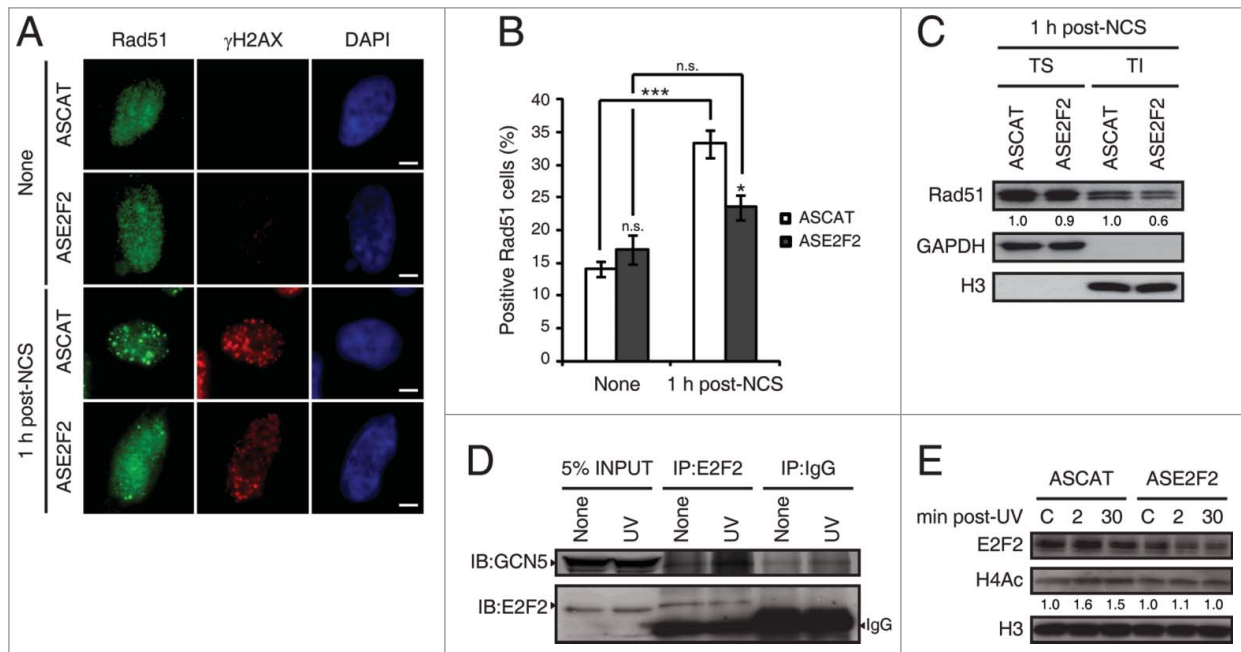 A
Rad51 γH2AX DAPI
None
ASCAT
ASE2F2
1 h post-NCS
ASCAT
ASE2F2
B
n.s.
***
Positive Rad51 cells (%)
40
35
30
25
20
15
10
5
0
n.s.
*
ASCAT
ASE2F2
None 1 h post-NCS
C
1 h post-NCS
TS TI
ASCAT ASE2F2 ASCAT ASE2F2
Rad51
1.0 0.9 1.0 0.6
GAPDH
H3
D
5% INPUT IP:E2F2 IP:IgG
None UV None UV None UV
IB:GCN5
IB:E2F2
IgG
E
ASCAT ASE2F2
min post-UV C 2 30 C 2 30
E2F2
H4Ac
1.0 1.6 1.5 1.0 1.1 1.0
H3